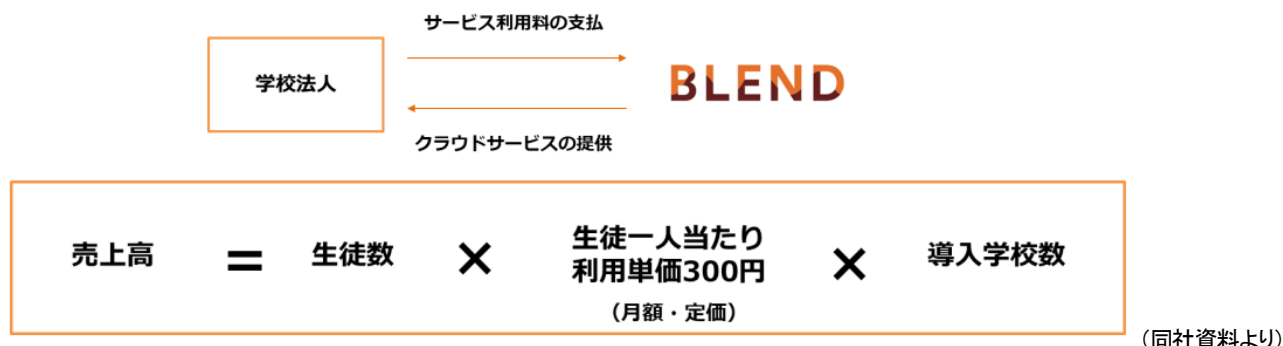 サービス利用料の支払
学校法人
BLEND
クラウドサービスの提供
売上高 = 生徒数 × 生徒一人当たり
利用単価300円
（月額・定価） × 導入学校数
（同社資料より）